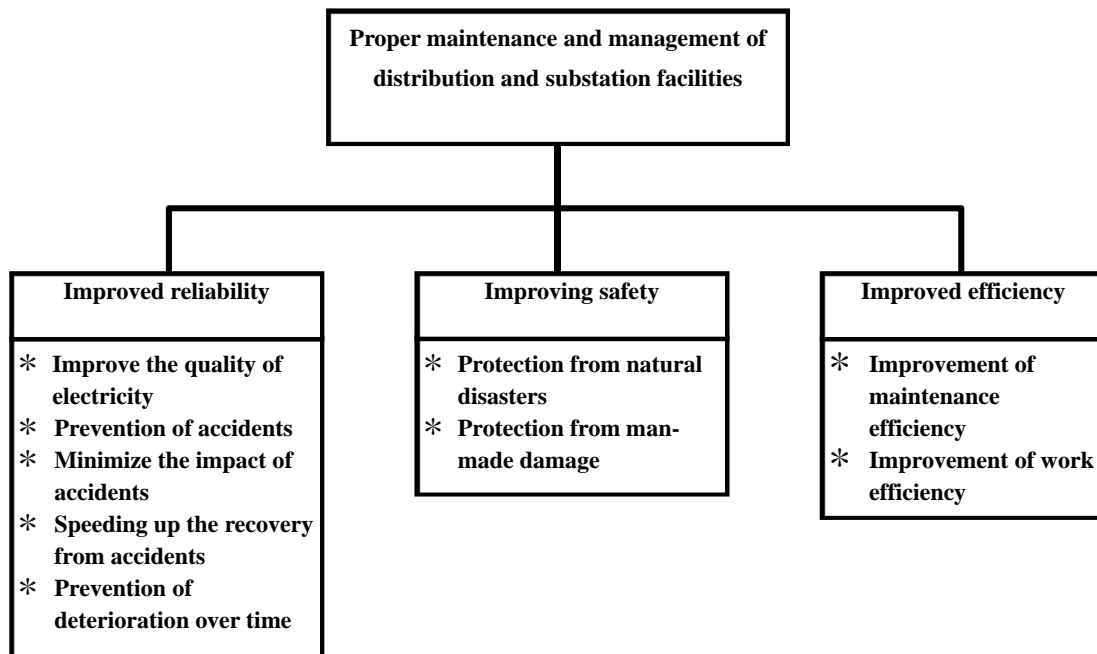 Proper maintenance and management of
distribution and substation facilities
Improved reliability
* Improve the quality of
electricity
* Prevention of accidents
* Minimize the impact of
accidents
* Speeding up the recovery
from accidents
* Prevention of
deterioration over time
Improving safety
* Protection from natural
disasters
* Protection from man-
made damage
Improved efficiency
* Improvement of
maintenance
efficiency
* Improvement of work
efficiency